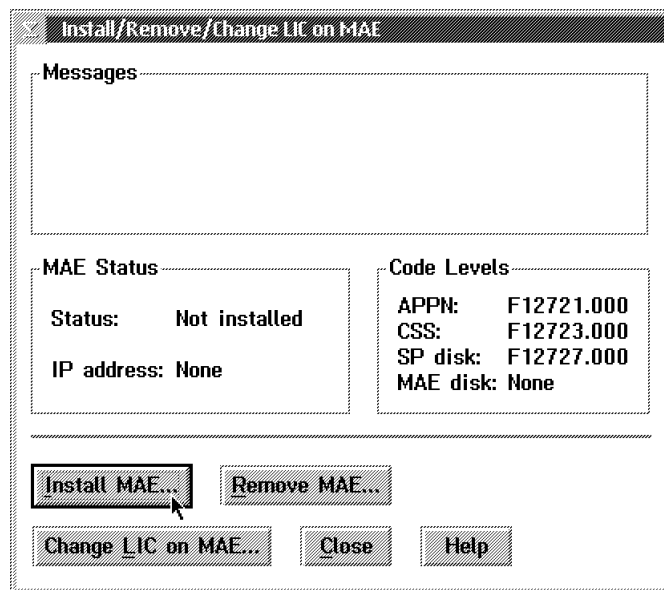 Install/Remove/Change LIC on MAE
Messages
MAE Status
Status: Not installed
IP address: None
Code Levels
APPN: F12721.000
CSS: F12723.000
SP disk: F12727.000
MAE disk: None
Install MAE...
Remove MAE...
Change LIC on MAE...
Close
Help